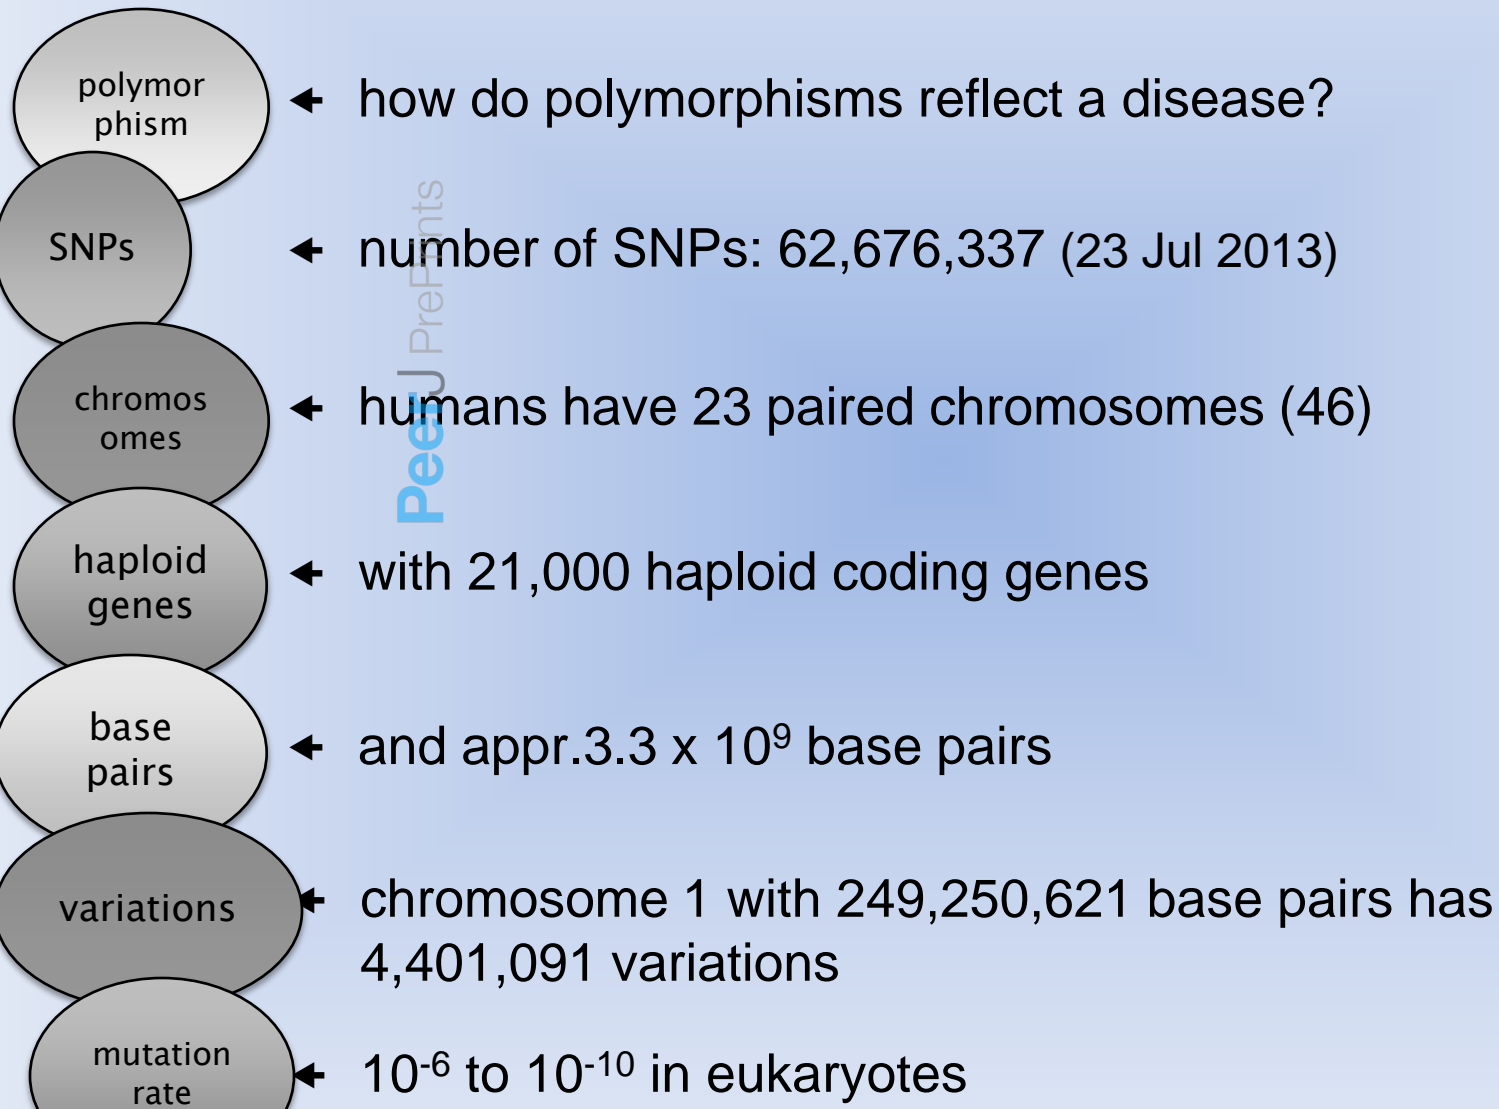 polymor
phism
how do polymorphisms reflect a disease?
SNPs
number of SNPs: 62,676,337 (23 Jul 2013)
chromos
omes
humans have 23 paired chromosomes (46)
haploid
genes
with 21,000 haploid coding genes
base
pairs
and appr.3.3 x 10⁹ base pairs
variations
chromosome 1 with 249,250,621 base pairs has
4,401,091 variations
mutation
rate
10⁻⁶ to 10⁻¹⁰ in eukaryotes
PeerJ PrePrints